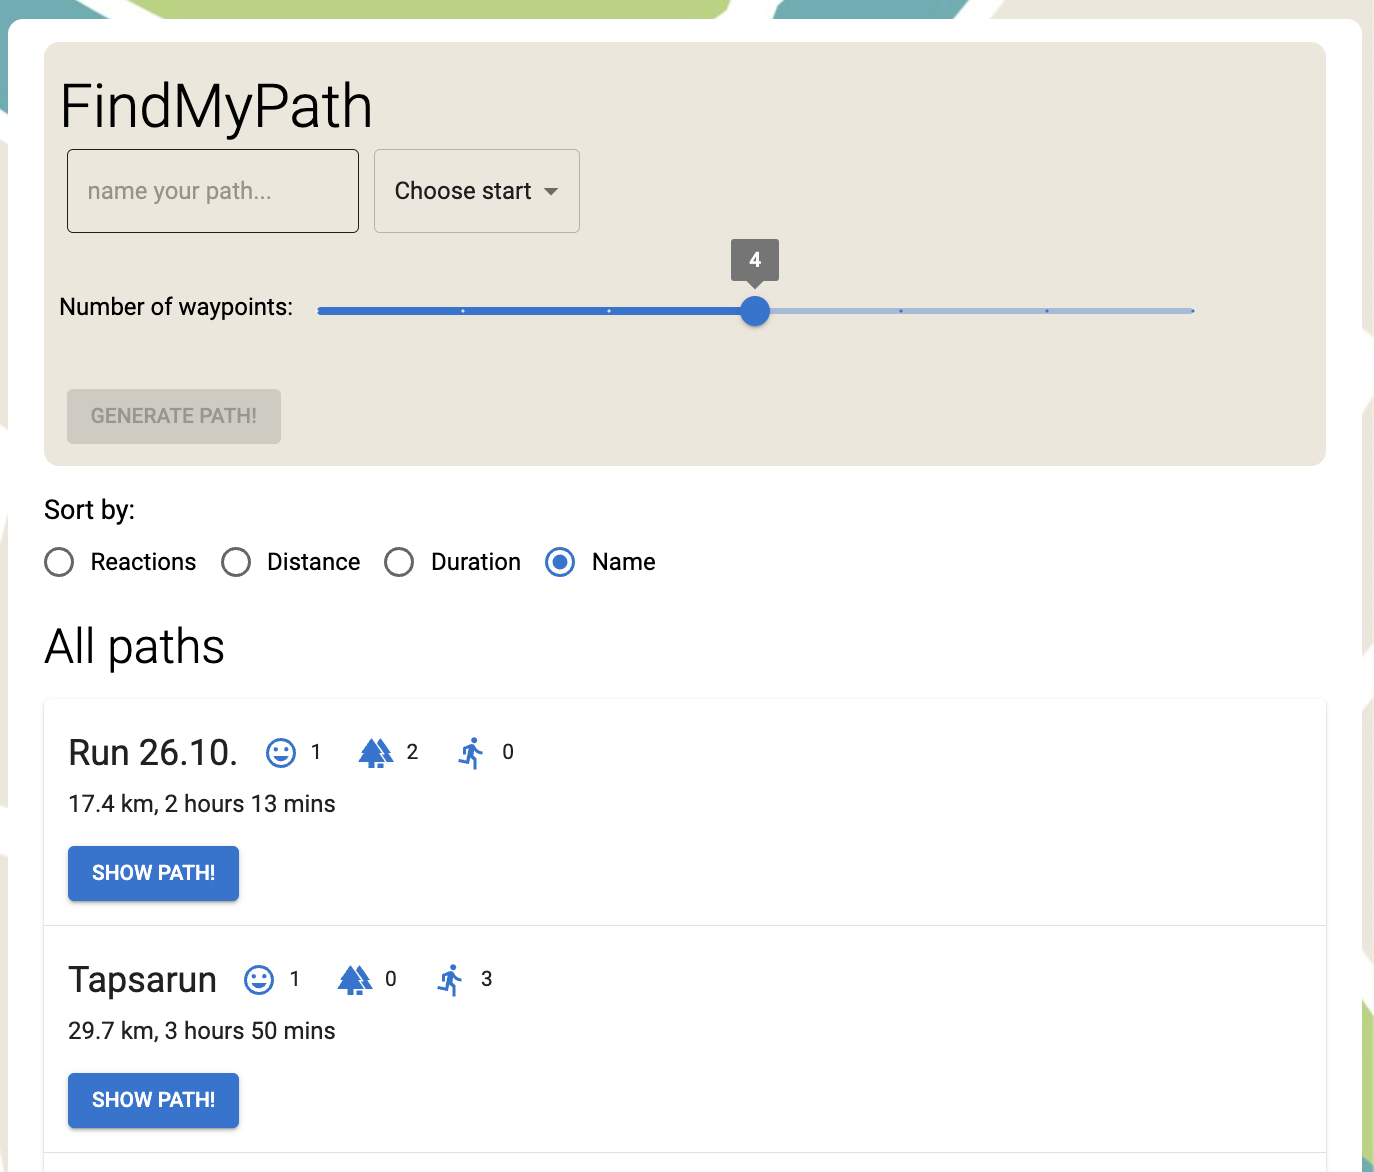 FindMyPath
name your path...
Choose start
4
Number of waypoints:
GENERATE PATH!
Sort by:
Reactions Distance Duration Name
All paths
Run 26.10. 1 2 0
17.4 km, 2 hours 13 mins
SHOW PATH!
Tapsarun 1 0 3
29.7 km, 3 hours 50 mins
SHOW PATH!